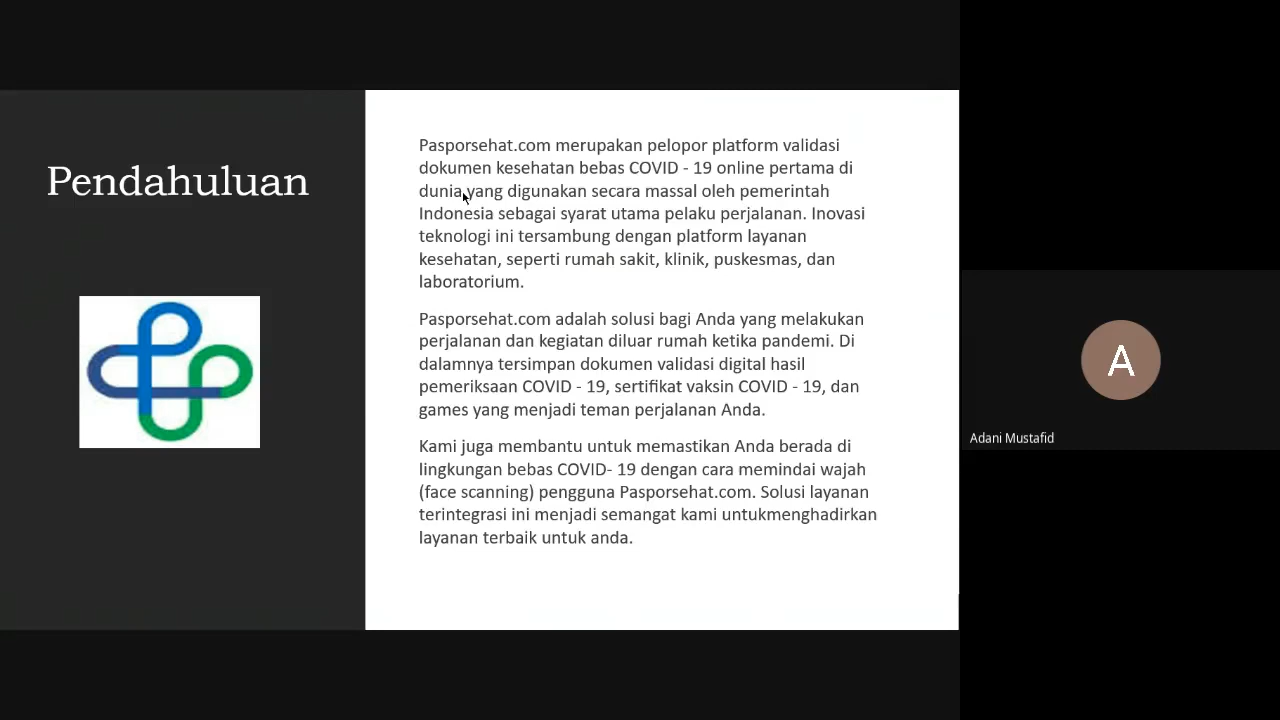 Pendahuluan
Pasporsehat.com merupakan pelopor platform validasi
dokumen kesehatan bebas COVID - 19 online pertama di
dunia yang digunakan secara massal oleh pemerintah
Indonesia sebagai syarat utama pelaku perjalanan. Inovasi
teknologi ini tersambung dengan platform layanan
kesehatan, seperti rumah sakit, klinik, puskesmas, dan
laboratorium.
Pasporsehat.com adalah solusi bagi Anda yang melakukan
perjalanan dan kegiatan diluar rumah ketika pandemi. Di
dalamnya tersimpan dokumen validasi digital hasil
pemeriksaan COVID - 19, sertifikat vaksin COVID - 19, dan
games yang menjadi teman perjalanan Anda.
Kami juga membantu untuk memastikan Anda berada di
lingkungan bebas COVID- 19 dengan cara memindai wajah
(face scanning) pengguna Pasporsehat.com. Solusi layanan
terintegrasi ini menjadi semangat kami untukmenghadirkan
layanan terbaik untuk anda.
A
Adani Mustafid